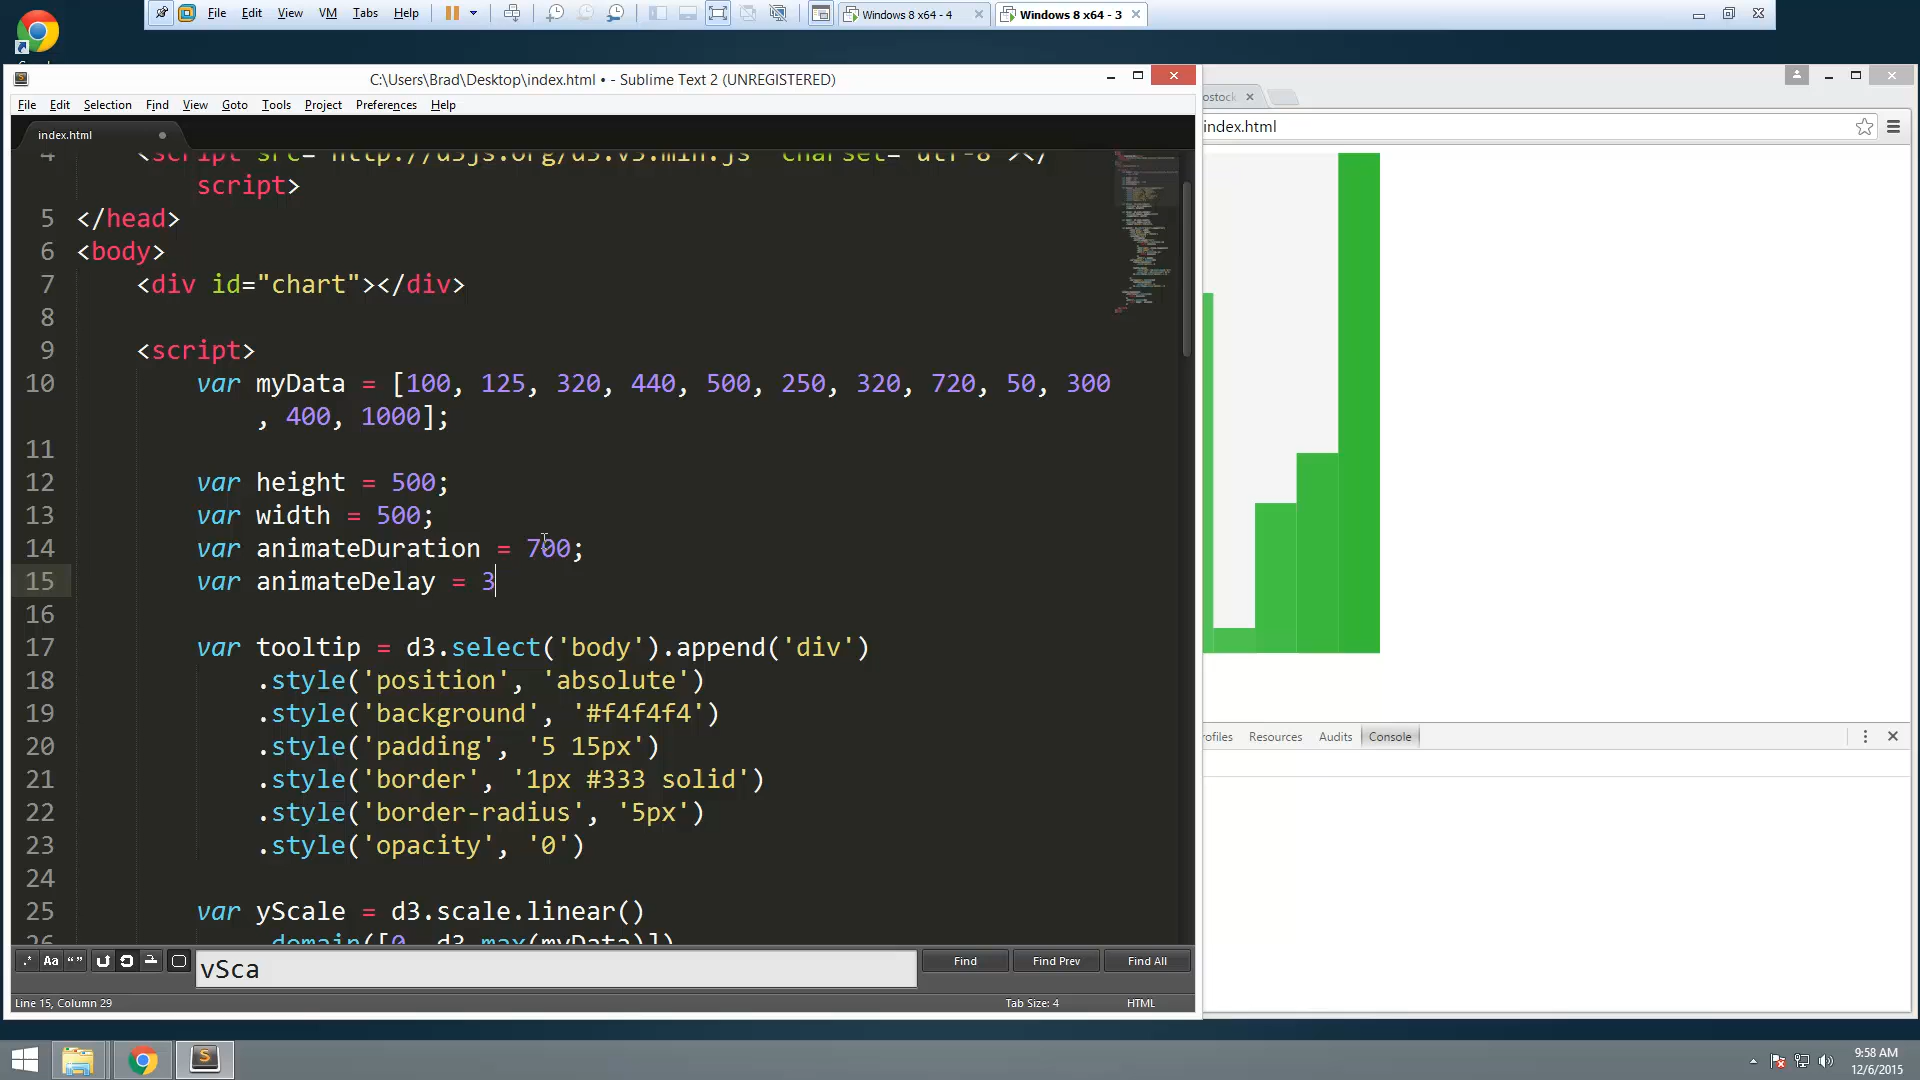 File Edit View VM Tabs Help
Windows 8 x64 - 4
Windows 8 x64 - 3
C:\Users\Brad\Desktop\index.html • - Sublime Text 2 (UNREGISTERED)
File Edit Selection Find View Goto Tools Project Preferences Help
index.html
ostock
index.html
4 <script src="http://d3js.org/d3.v3.min.js" charset="utf-8"></
script>
5 </head>
6 <body>
7 <div id="chart"></div>
8
9 <script>
10 var myData = [100, 125, 320, 440, 500, 250, 320, 720, 50, 300
, 400, 1000];
11
12 var height = 500;
13 var width = 500;
14 var animateDuration = 700;
15 var animateDelay = 3
16
17 var tooltip = d3.select('body').append('div')
18 .style('position', 'absolute')
19 .style('background', '#f4f4f4')
20 .style('padding', '5 15px')
21 .style('border', '1px #333 solid')
22 .style('border-radius', '5px')
23 .style('opacity', '0')
24
25 var yScale = d3.scale.linear()
26 .domain([0, d3.max(myData)])
rofiles Resources Audits Console
.* Aa “” vSca Find Find Prev Find All
Line 15, Column 29 Tab Size: 4 HTML
9:58 AM
12/6/2015